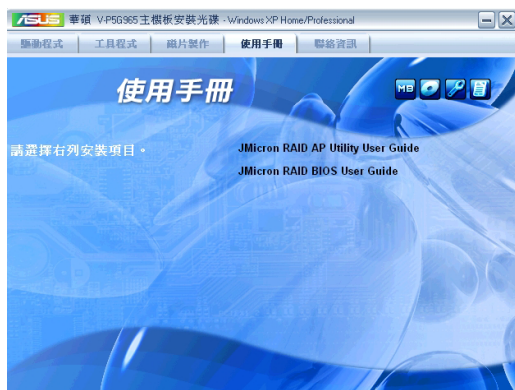 ASUS 華碩 V-P5G965主機板安裝光碟 - Windows XP Home/Professional
驅動程式 工具程式 磁片製作 使用手冊 聯絡資訊
使用手冊
MB
請選擇右列安裝項目。
JMicron RAID AP Utility User Guide
JMicron RAID BIOS User Guide